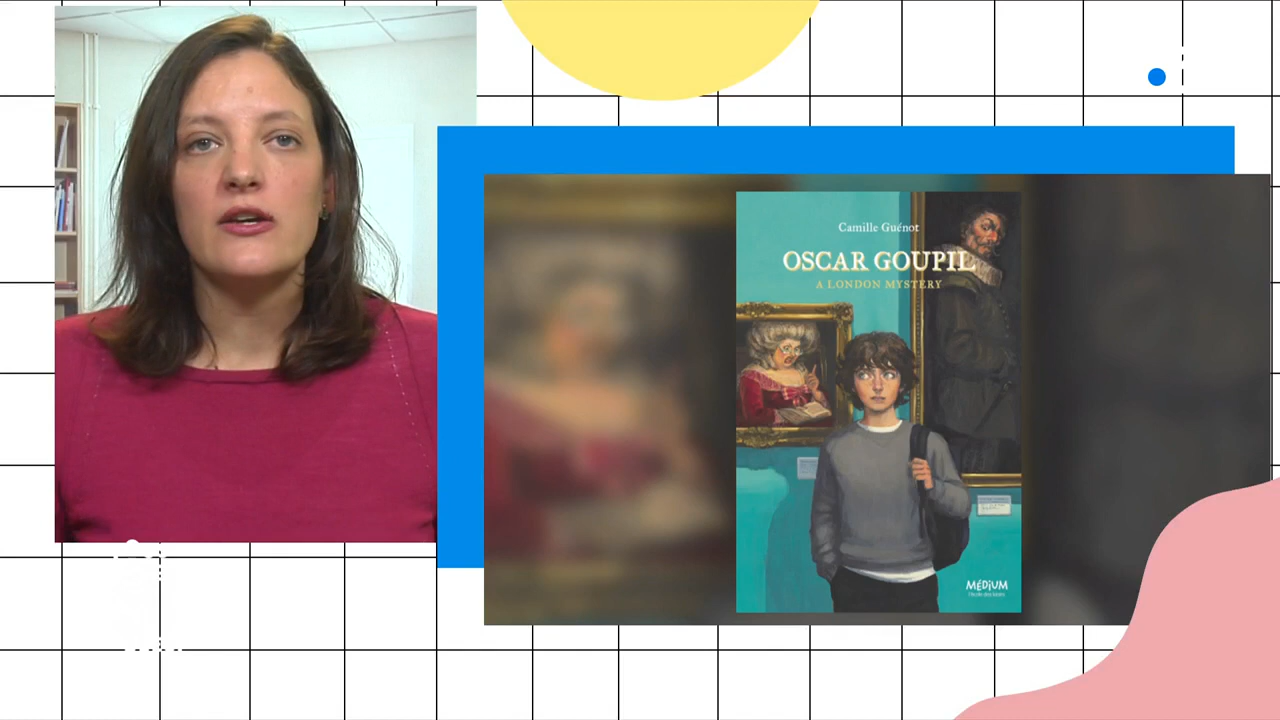 Camille Guénot
OSCAR GOUPIL
A LONDON MYSTERY
MÉDIUM
l'école des loisirs